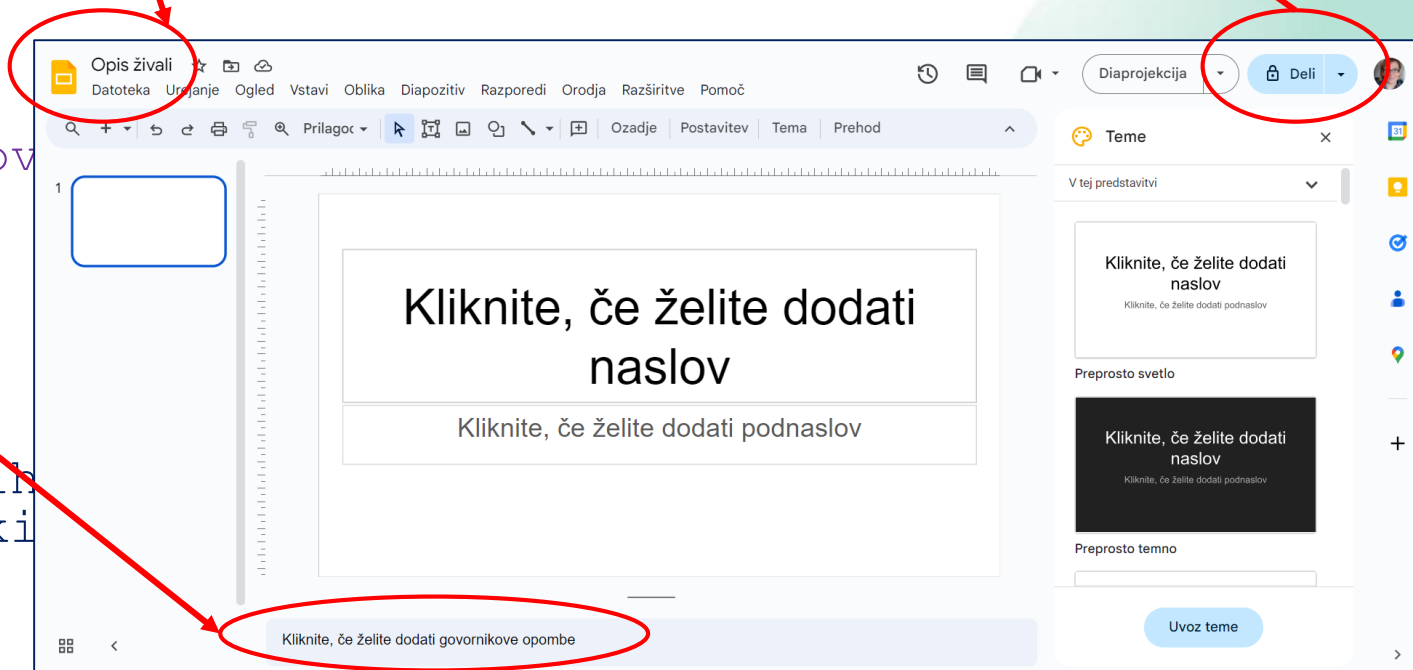 Opis živali
Datoteka Urejanje Ogled Vstavi Oblika Diapozitiv Razporedi Orodja Razširitve Pomoč
Diaprojekcija
Deli
Prilagoc
Ozadje Postavitev Tema Prehod
Teme
31
V tej predstavitvi
1
Kliknite, če želite dodati
naslov
Kliknite, če želite dodati podnaslov
Kliknite, če želite dodati
naslov
Kliknite, če želite dodati podnaslov
Preprosto svetlo
Kliknite, če želite dodati
naslov
Kliknite, če želite dodati podnaslov
Preprosto temno
Kliknite, če želite dodati govornikove opombe
Uvoz teme